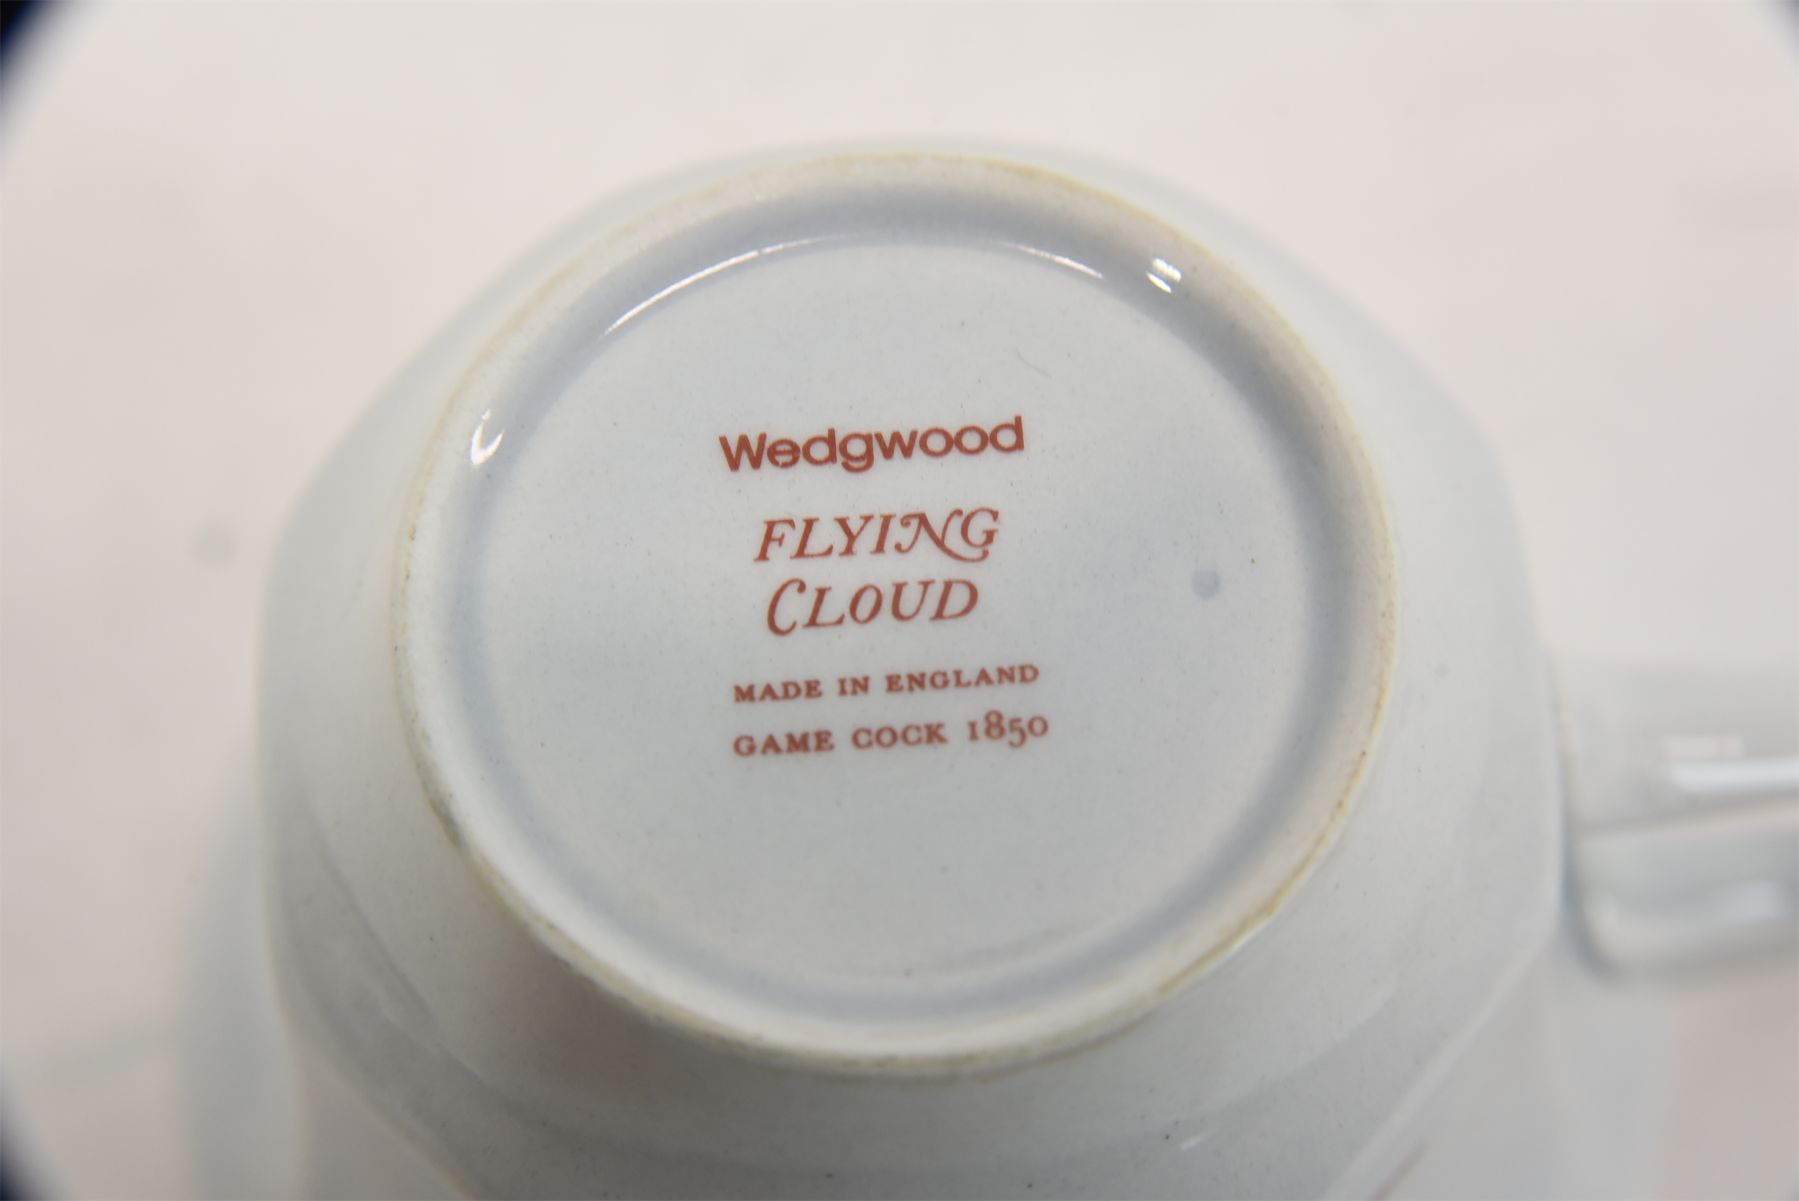 Wedgwood
FLYING
CLOUD
MADE IN ENGLAND
GAME COCK 1850